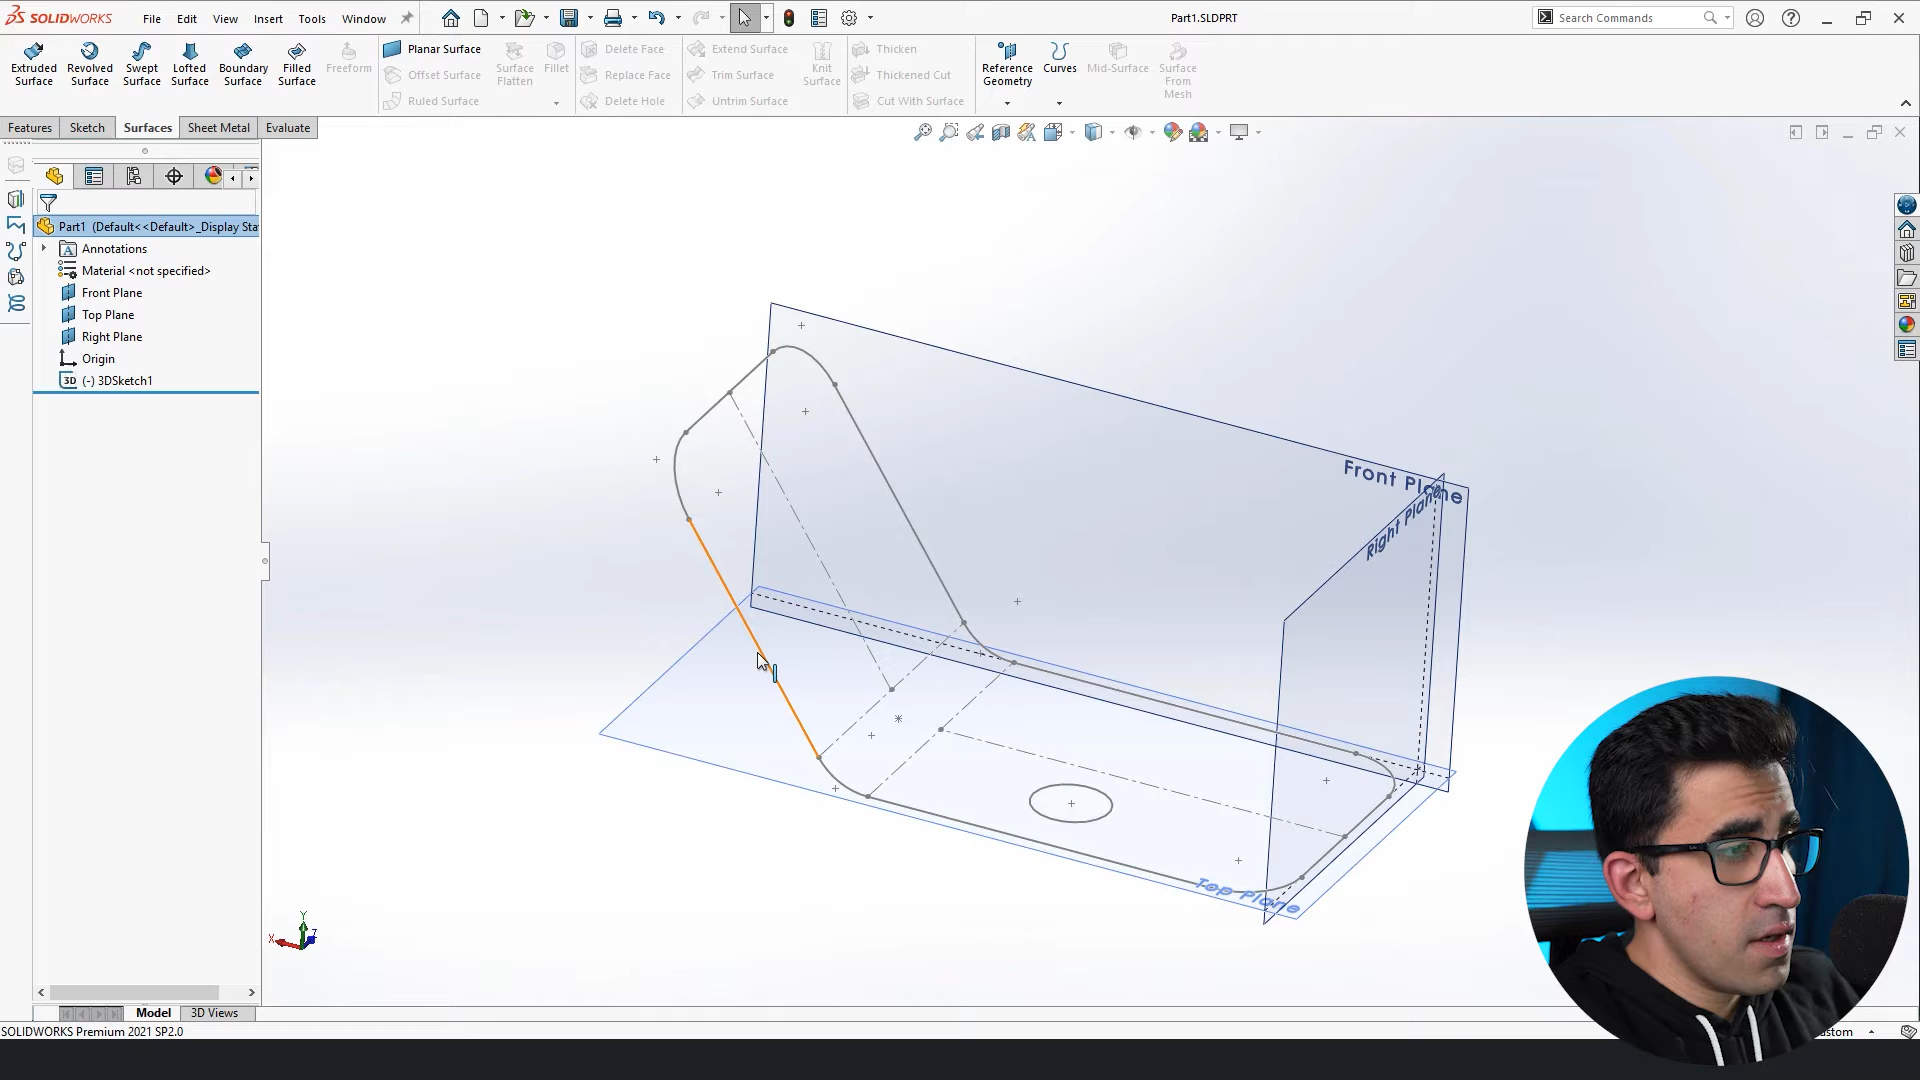 SOLIDWORKS File Edit View Insert Tools Window Part1.SLDPRT Search Commands
Extruded Surface
Revolved Surface
Swept Surface
Lofted Surface
Boundary Surface
Filled Surface
Freeform
Planar Surface
Offset Surface
Ruled Surface
Surface Flatten
Fillet
Delete Face
Replace Face
Delete Hole
Extend Surface
Trim Surface
Untrim Surface
Knit Surface
Thicken
Thickened Cut
Cut With Surface
Reference Geometry
Curves
Mid-Surface
Surface From Mesh
Features Sketch Surfaces Sheet Metal Evaluate
Part1 (Default<<Default>_Display Sta
Annotations
Material <not specified>
Front Plane
Top Plane
Right Plane
Origin
3D (-) 3DSketch1
Front Plane
Right Plane
Top Plane
Y
X Z
Model 3D Views
SOLIDWORKS Premium 2021 SP2.0
ustom